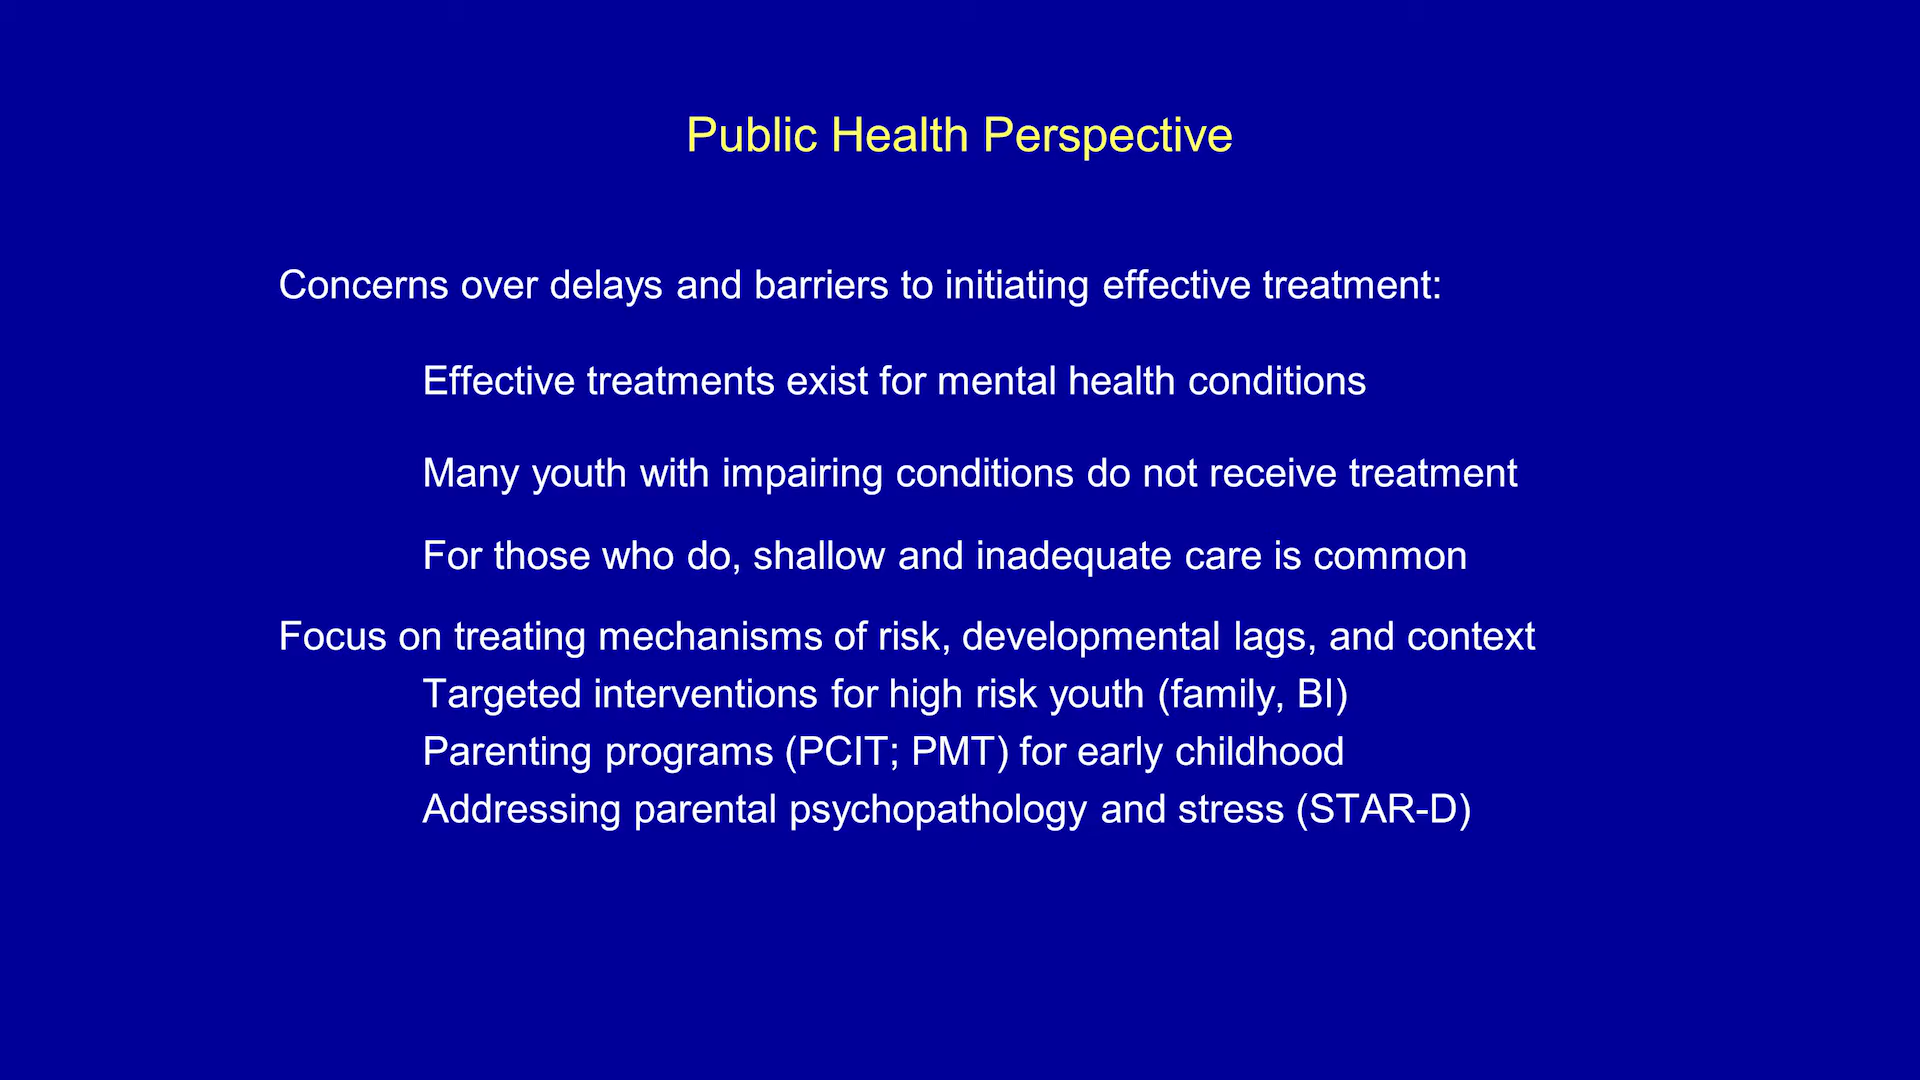 Public Health Perspective
Concerns over delays and barriers to initiating effective treatment:
Effective treatments exist for mental health conditions
Many youth with impairing conditions do not receive treatment
For those who do, shallow and inadequate care is common
Focus on treating mechanisms of risk, developmental lags, and context
Targeted interventions for high risk youth (family, BI)
Parenting programs (PCIT; PMT) for early childhood
Addressing parental psychopathology and stress (STAR-D)